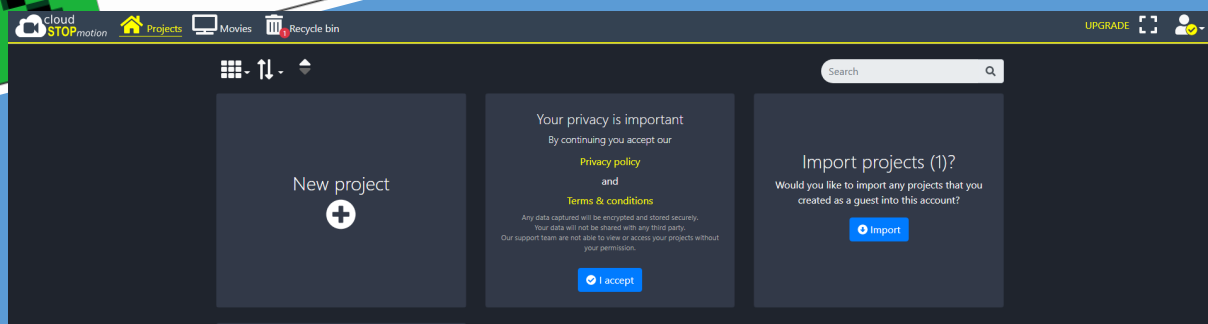 cloud
STOPmotion
Projects
Movies
1
Recycle bin
UPGRADE
Search
New project
Your privacy is important
By continuing you accept our
Privacy policy
and
Terms & conditions
Any data captured will be encrypted and stored securely.
Your data will not be shared with any third party.
Our support team are not able to view or access your projects without
your permission.
I accept
Import projects (1)?
Would you like to import any projects that you
created as a guest into this account?
Import